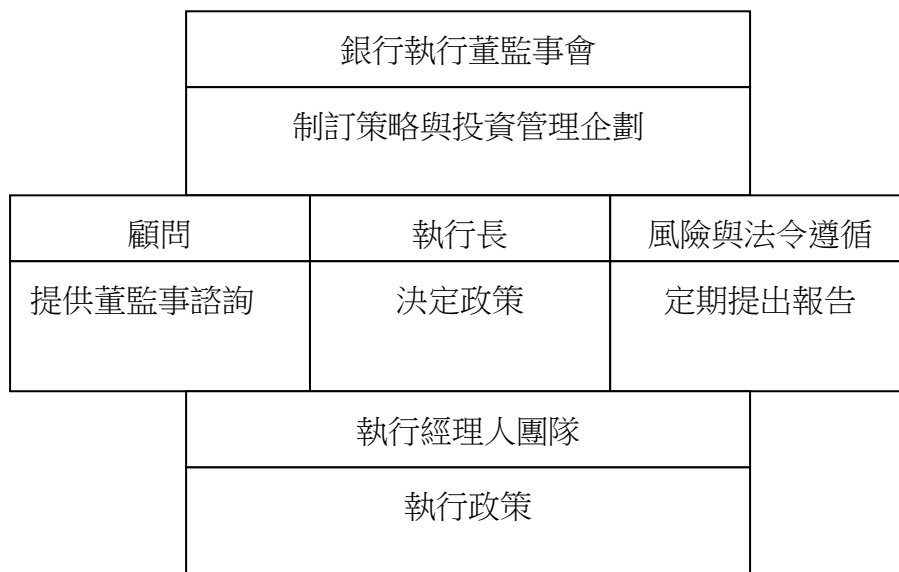 銀行執行董監事會
制訂策略與投資管理企劃
顧問
執行長
風險與法令遵循
提供董監事諮詢
決定政策
定期提出報告
執行經理人團隊
執行政策